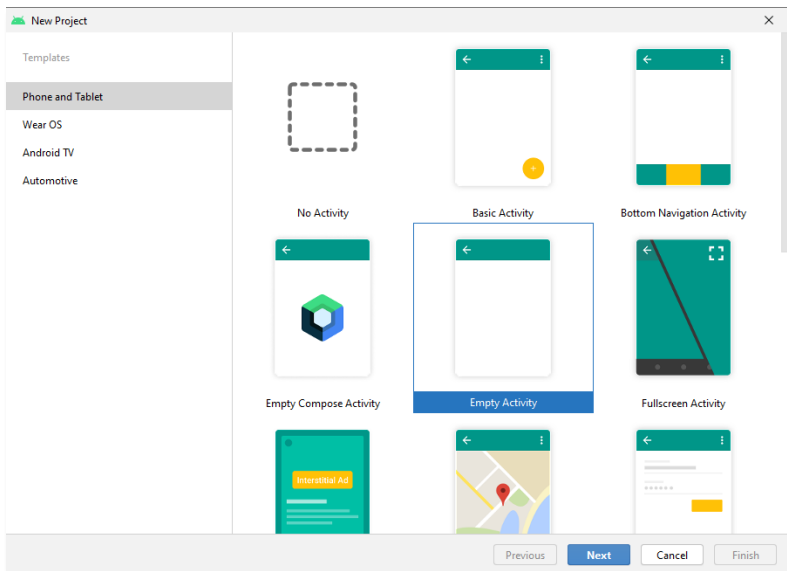 New Project
Templates
Phone and Tablet
Wear OS
Android TV
Automotive
No Activity
Basic Activity
Bottom Navigation Activity
Empty Compose Activity
Empty Activity
Fullscreen Activity
Interstitial Ad
Previous
Next
Cancel
Finish